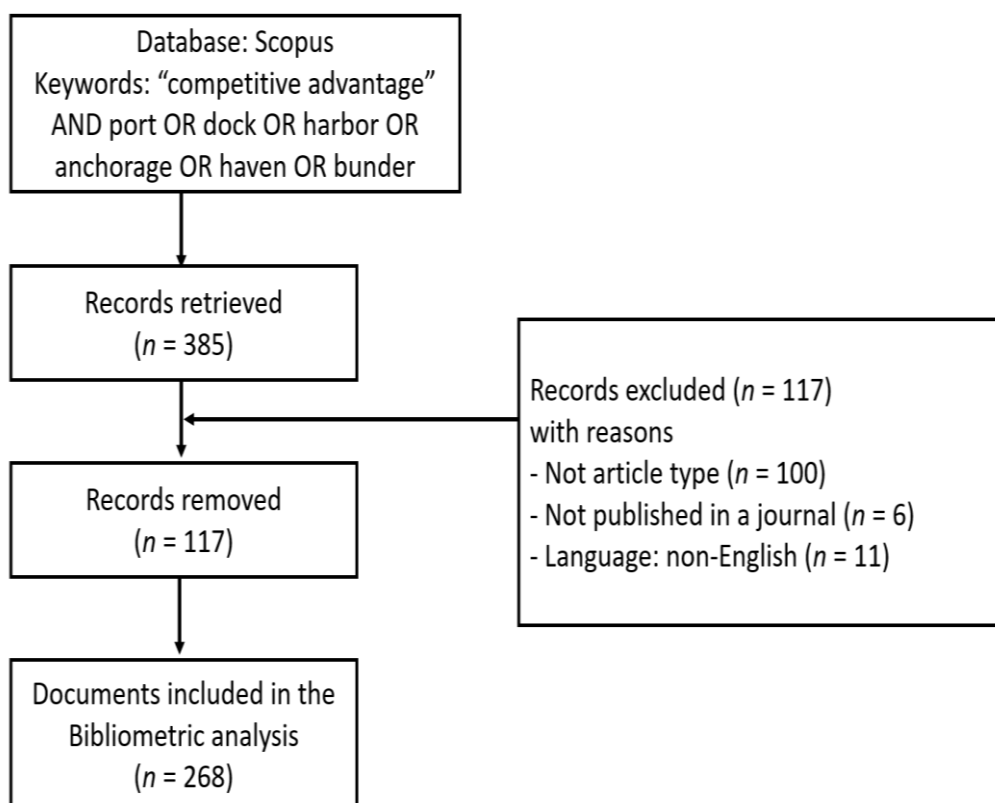 Database: Scopus
Keywords: “competitive advantage”
AND port OR dock OR harbor OR
anchorage OR haven OR bunder
Records retrieved
(n = 385)
Records excluded (n = 117)
with reasons
- Not article type (n = 100)
- Not published in a journal (n = 6)
- Language: non-English (n = 11)
Records removed
(n = 117)
Documents included in the
Bibliometric analysis
(n = 268)